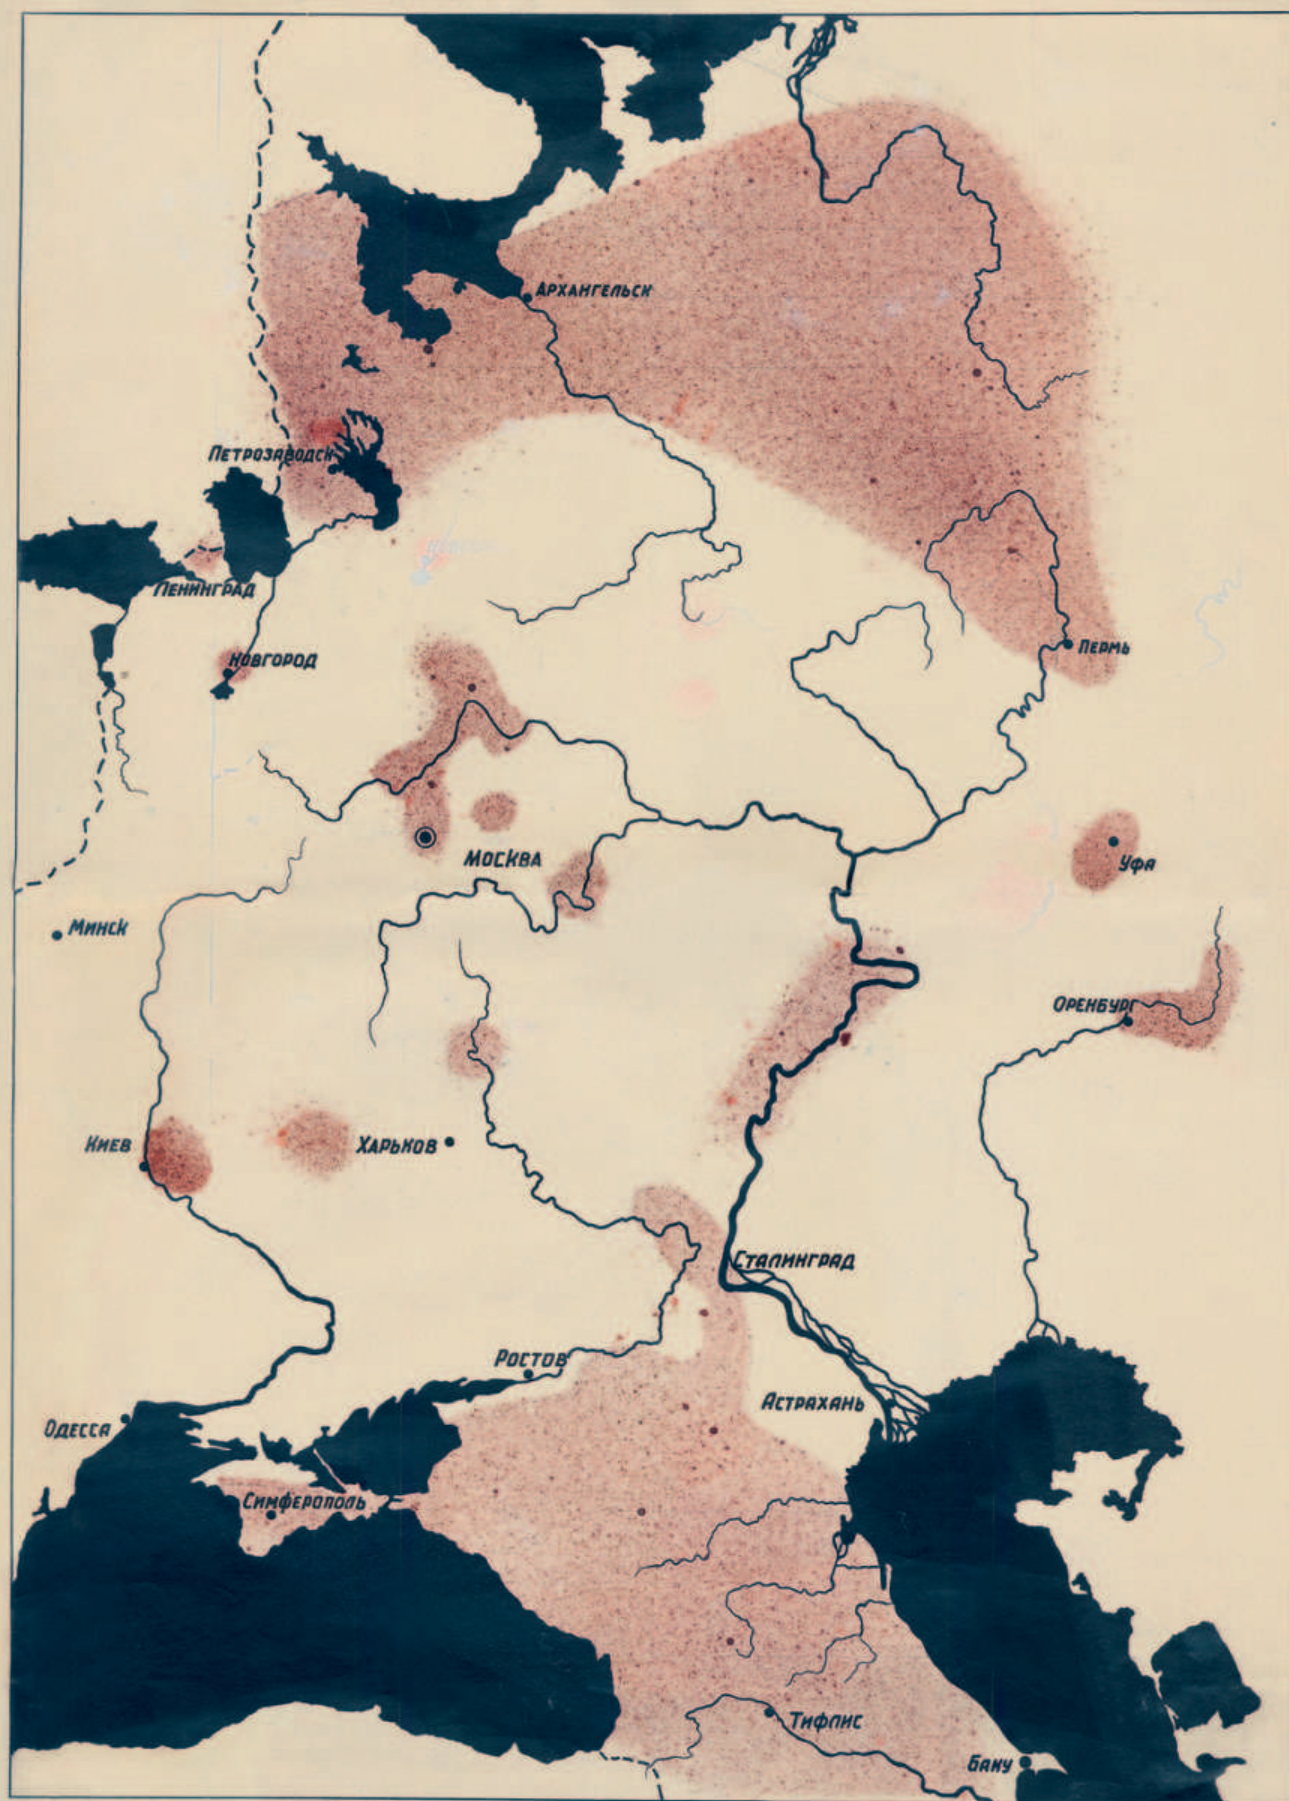 Архангельск
Петрозаводск
Ленинград
Новгород
Пермь
Москва
Уфа
Минск
Оренбург
Киев
Харьков
Сталинград
Ростов
Астрахань
Одесса
Симферополь
Тифлис
Баку